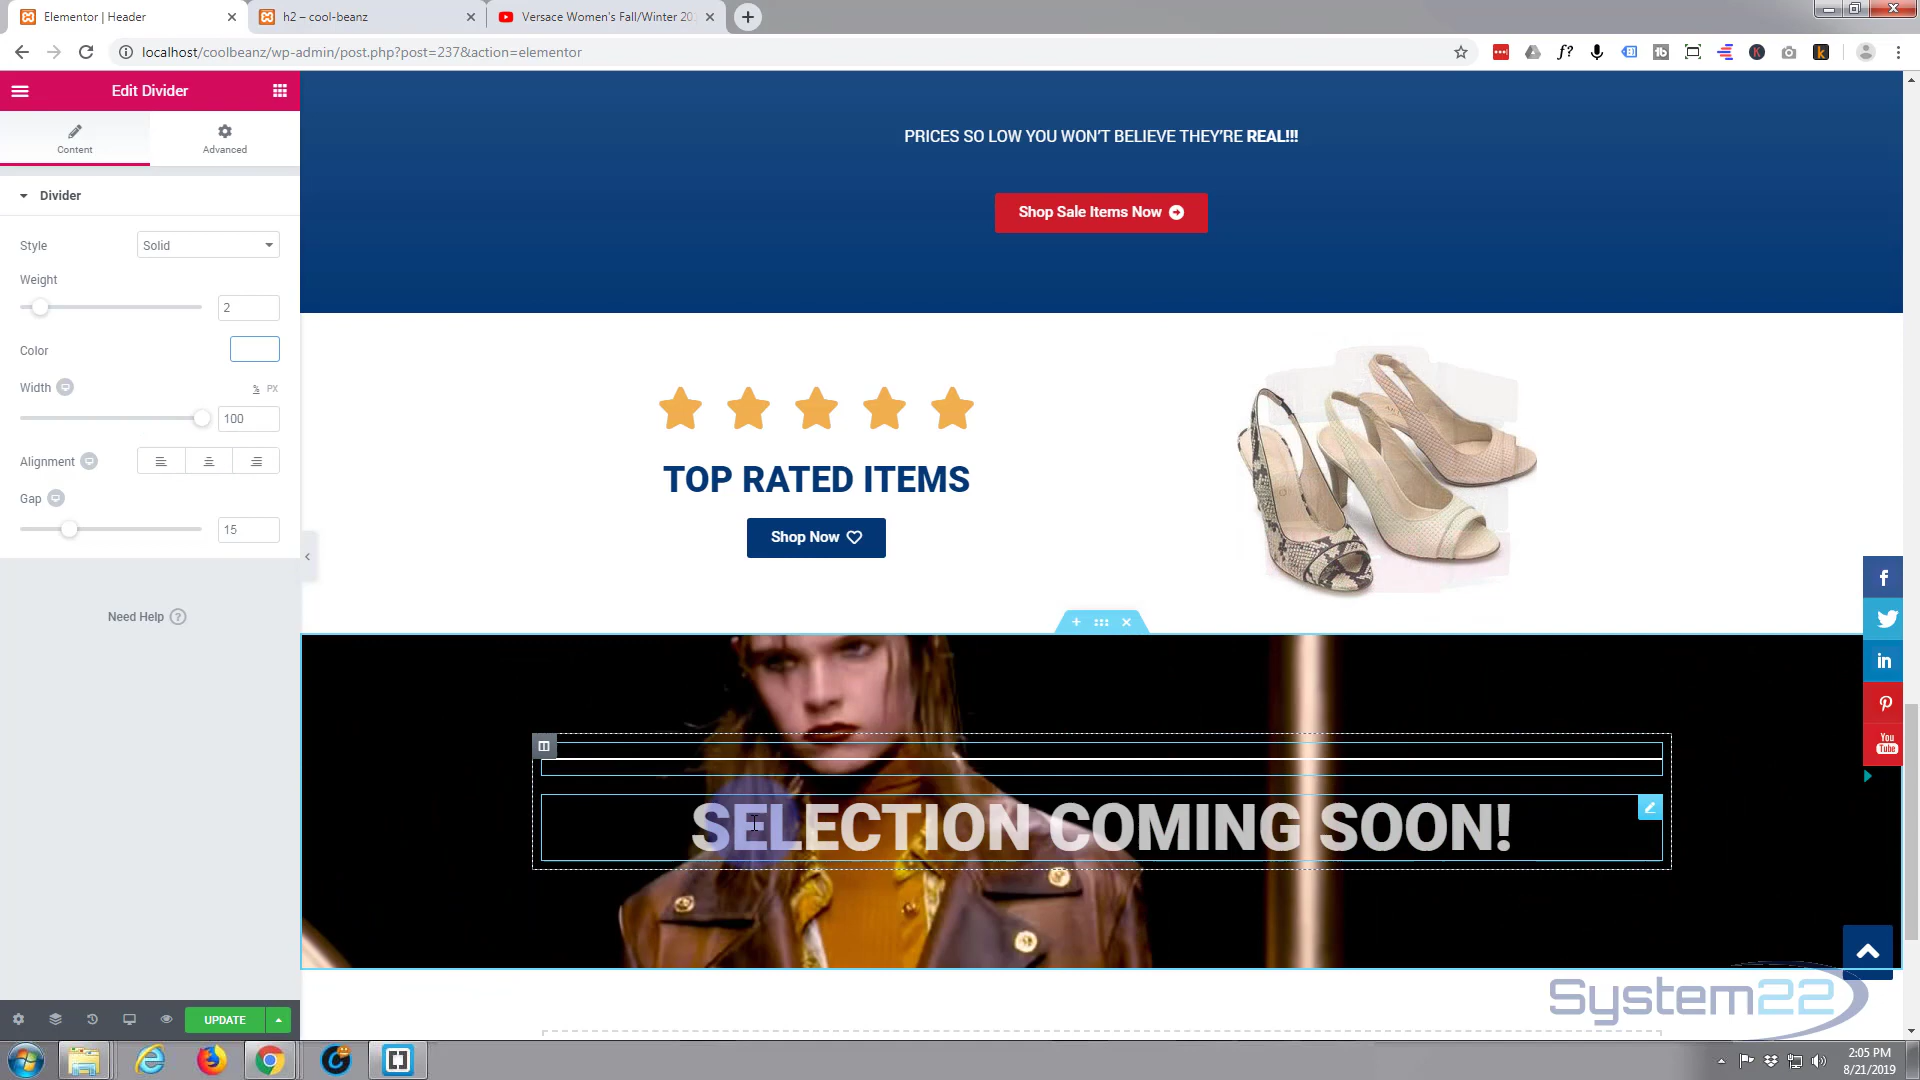 Elementor | Header
h2 – cool-beanz
Versace Women's Fall/Winter 20
localhost/coolbeanz/wp-admin/post.php?post=237&action=elementor
Edit Divider
Content
Advanced
Divider
Style
Solid
Weight
2
Color
Width
% PX
100
Alignment
Gap
15
Need Help ?
UPDATE
PRICES SO LOW YOU WON'T BELIEVE THEY'RE REAL!!!
Shop Sale Items Now
TOP RATED ITEMS
Shop Now
SELECTION COMING SOON!
You
Tube
System22
2:05 PM
8/21/2019